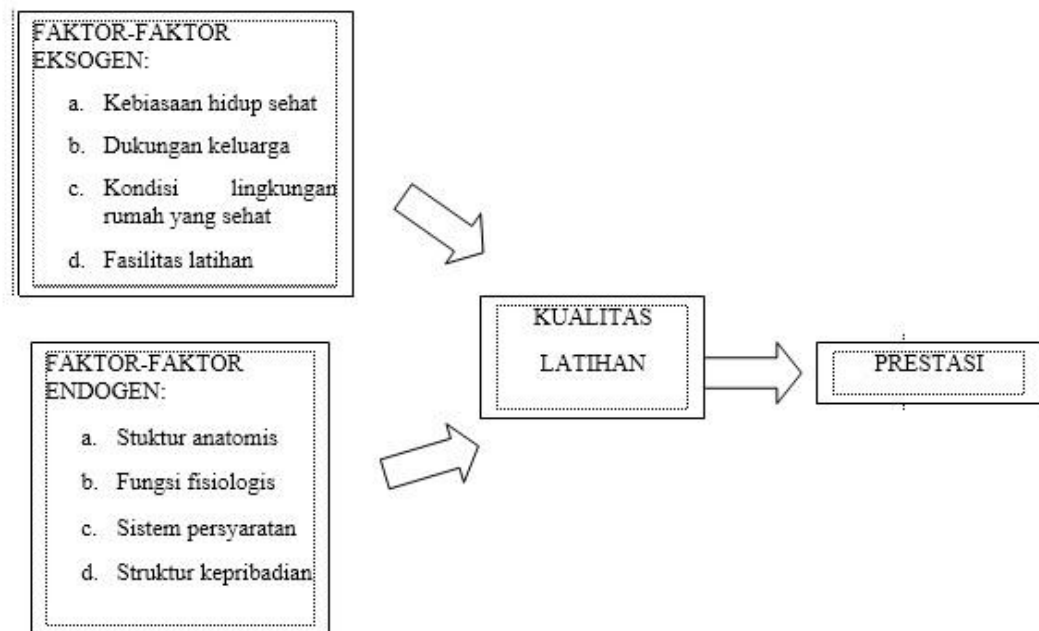 FAKTOR-FAKTOR
EKSOGEN:
a. Kebiasaan hidup sehat
b. Dukungan keluarga
c. Kondisi lingkungan
rumah yang sehat
d. Fasilitas latihan
FAKTOR-FAKTOR
ENDOGEN:
a. Stuktur anatomis
b. Fungsi fisiologis
c. Sistem persyaratan
d. Struktur kepribadian
KUALITAS
LATIHAN
PRESTASI